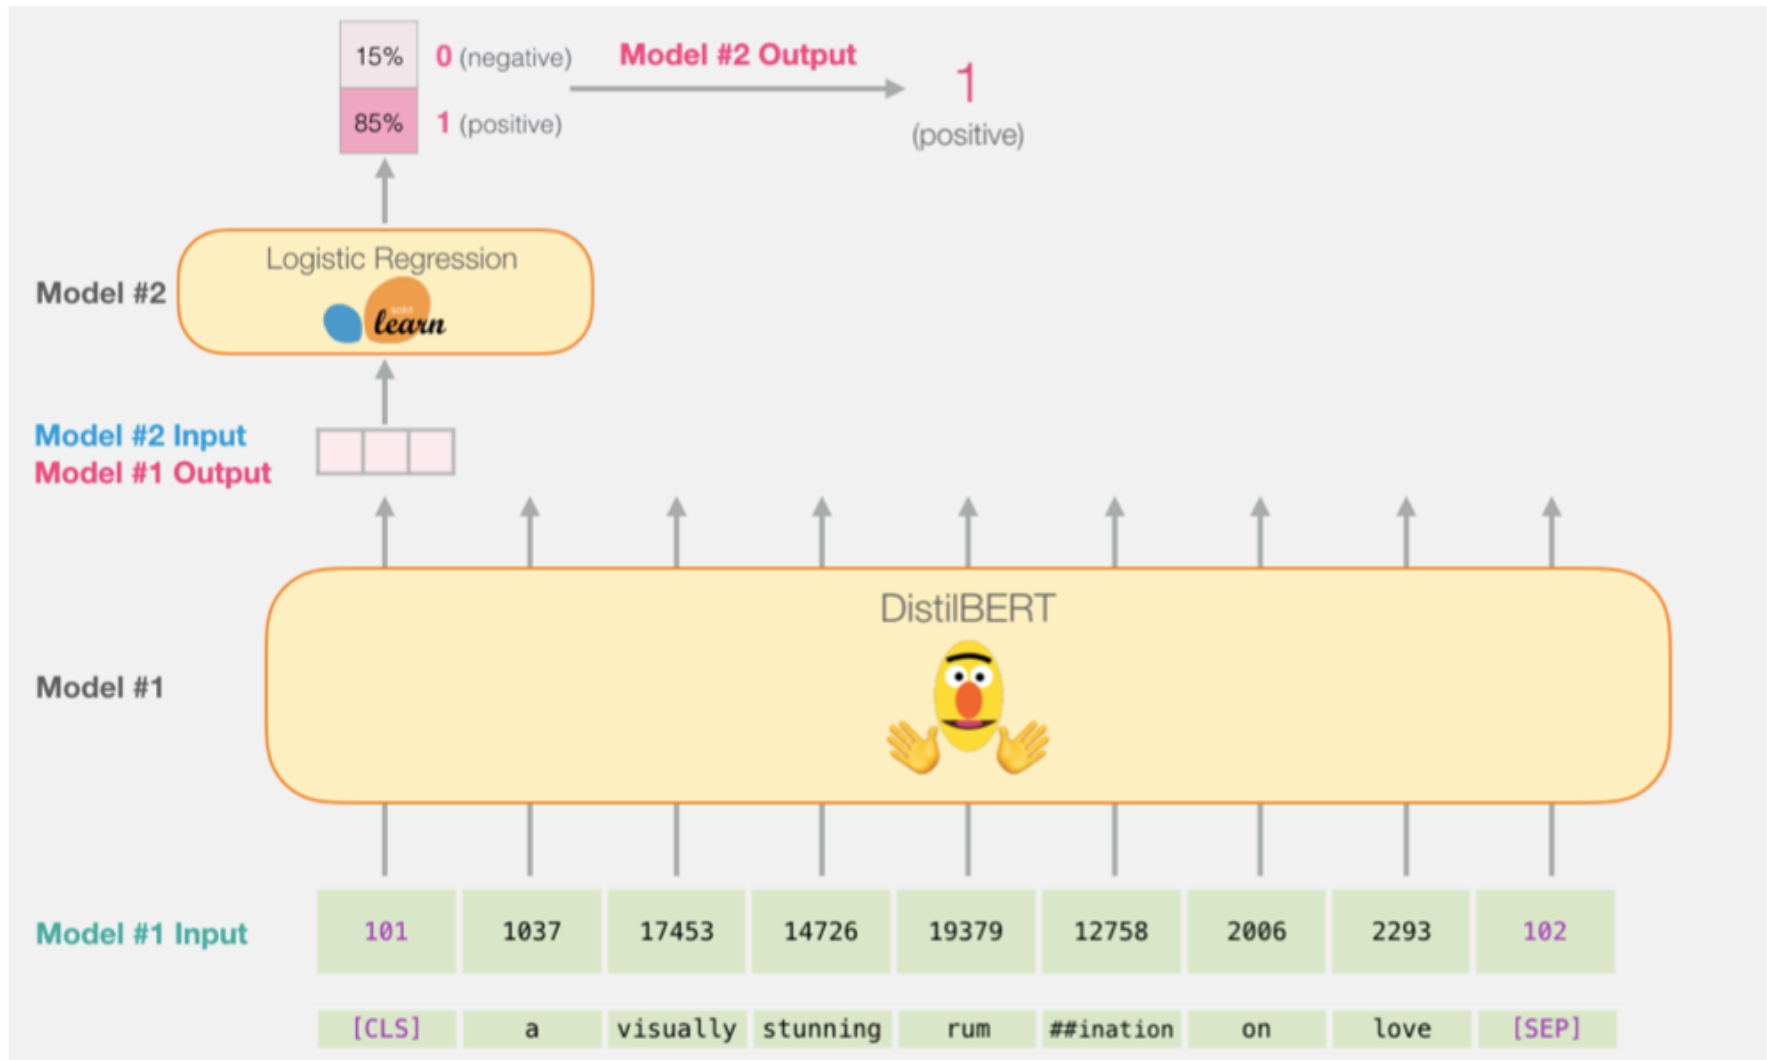 15% 0 (negative) Model #2 Output 1
85% 1 (positive) (positive)
Logistic Regression
Model #2
scikit
learn
Model #2 Input
Model #1 Output
DistilBERT
Model #1
Model #1 Input 101 1037 17453 14726 19379 12758 2006 2293 102
[CLS] a visually stunning rum ##ination on love [SEP]